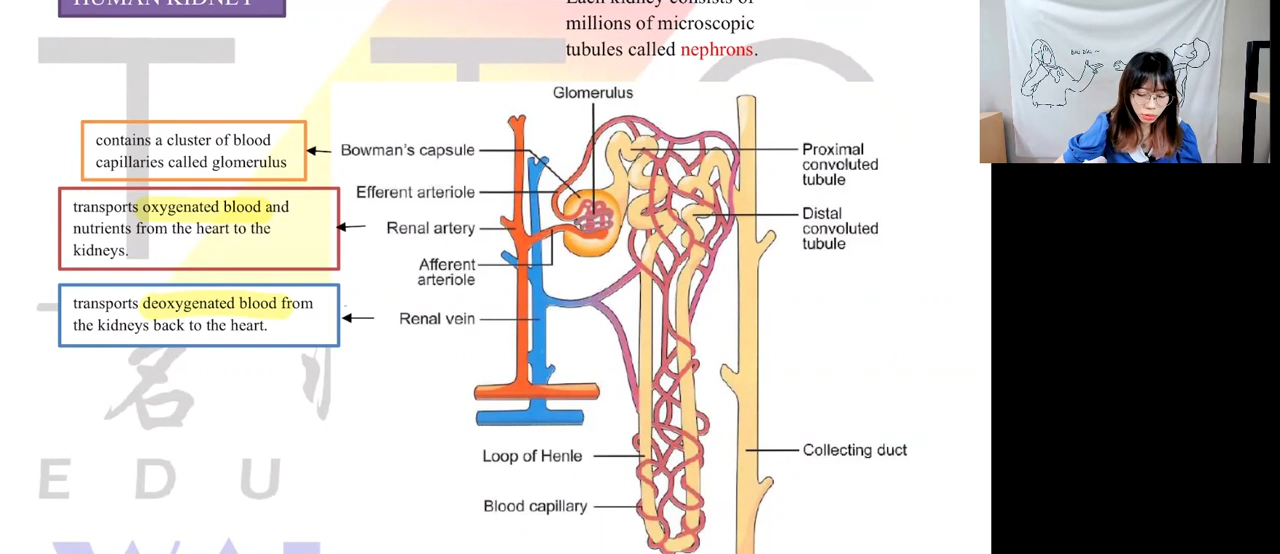 HUMAN KIDNEY
Each kidney consists of
millions of microscopic
tubules called nephrons.
Glomerulus
contains a cluster of blood
capillaries called glomerulus
Bowman's capsule
Proximal
convoluted
tubule
transports oxygenated blood and
nutrients from the heart to the
kidneys.
Efferent arteriole
Renal artery
Distal
convoluted
tubule
Afferent
arteriole
transports deoxygenated blood from
the kidneys back to the heart.
Renal vein
Loop of Henle
Collecting duct
Blood capillary
T T C
名
E D U